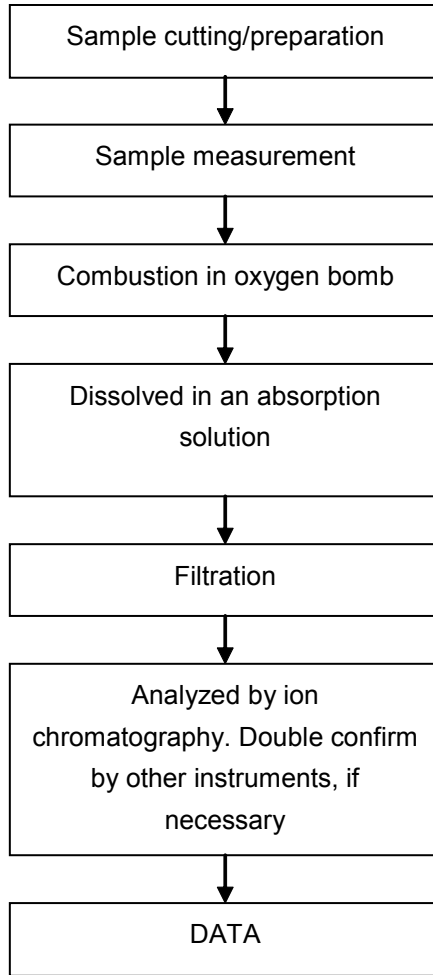 Sample cutting/preparation
Sample measurement
Combustion in oxygen bomb
Dissolved in an absorption
solution
Filtration
Analyzed by ion
chromatography. Double confirm
by other instruments, if
necessary
DATA